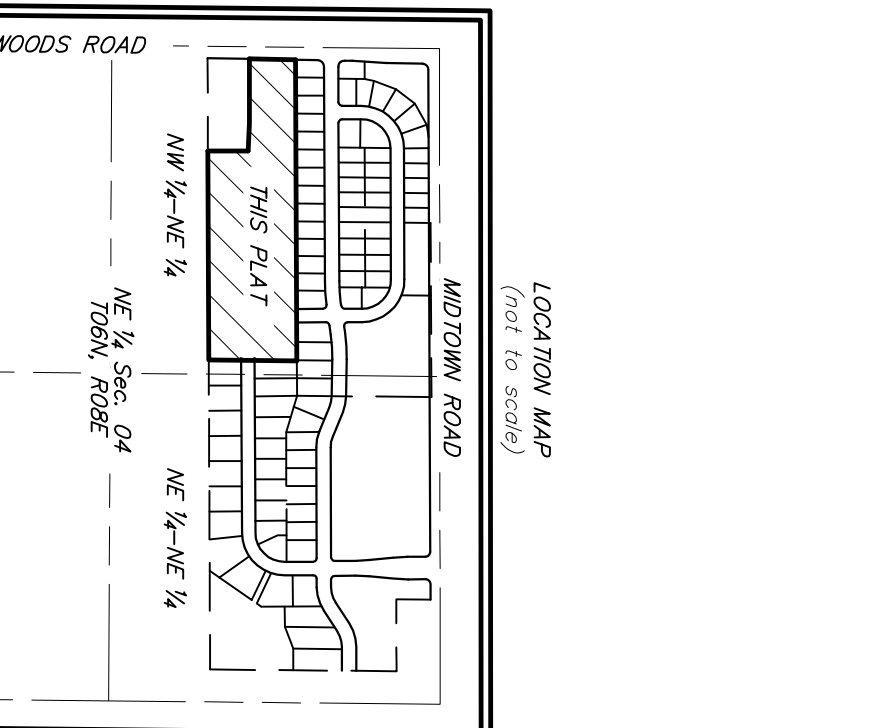 LOCATION MAP
(not to scale)
MIDTOWN ROAD
WOODS ROAD
THIS PLAT
NW ¼-NE ¼
NE ¼-NE ¼
NE ¼ Sec. 04
T06N, R08E